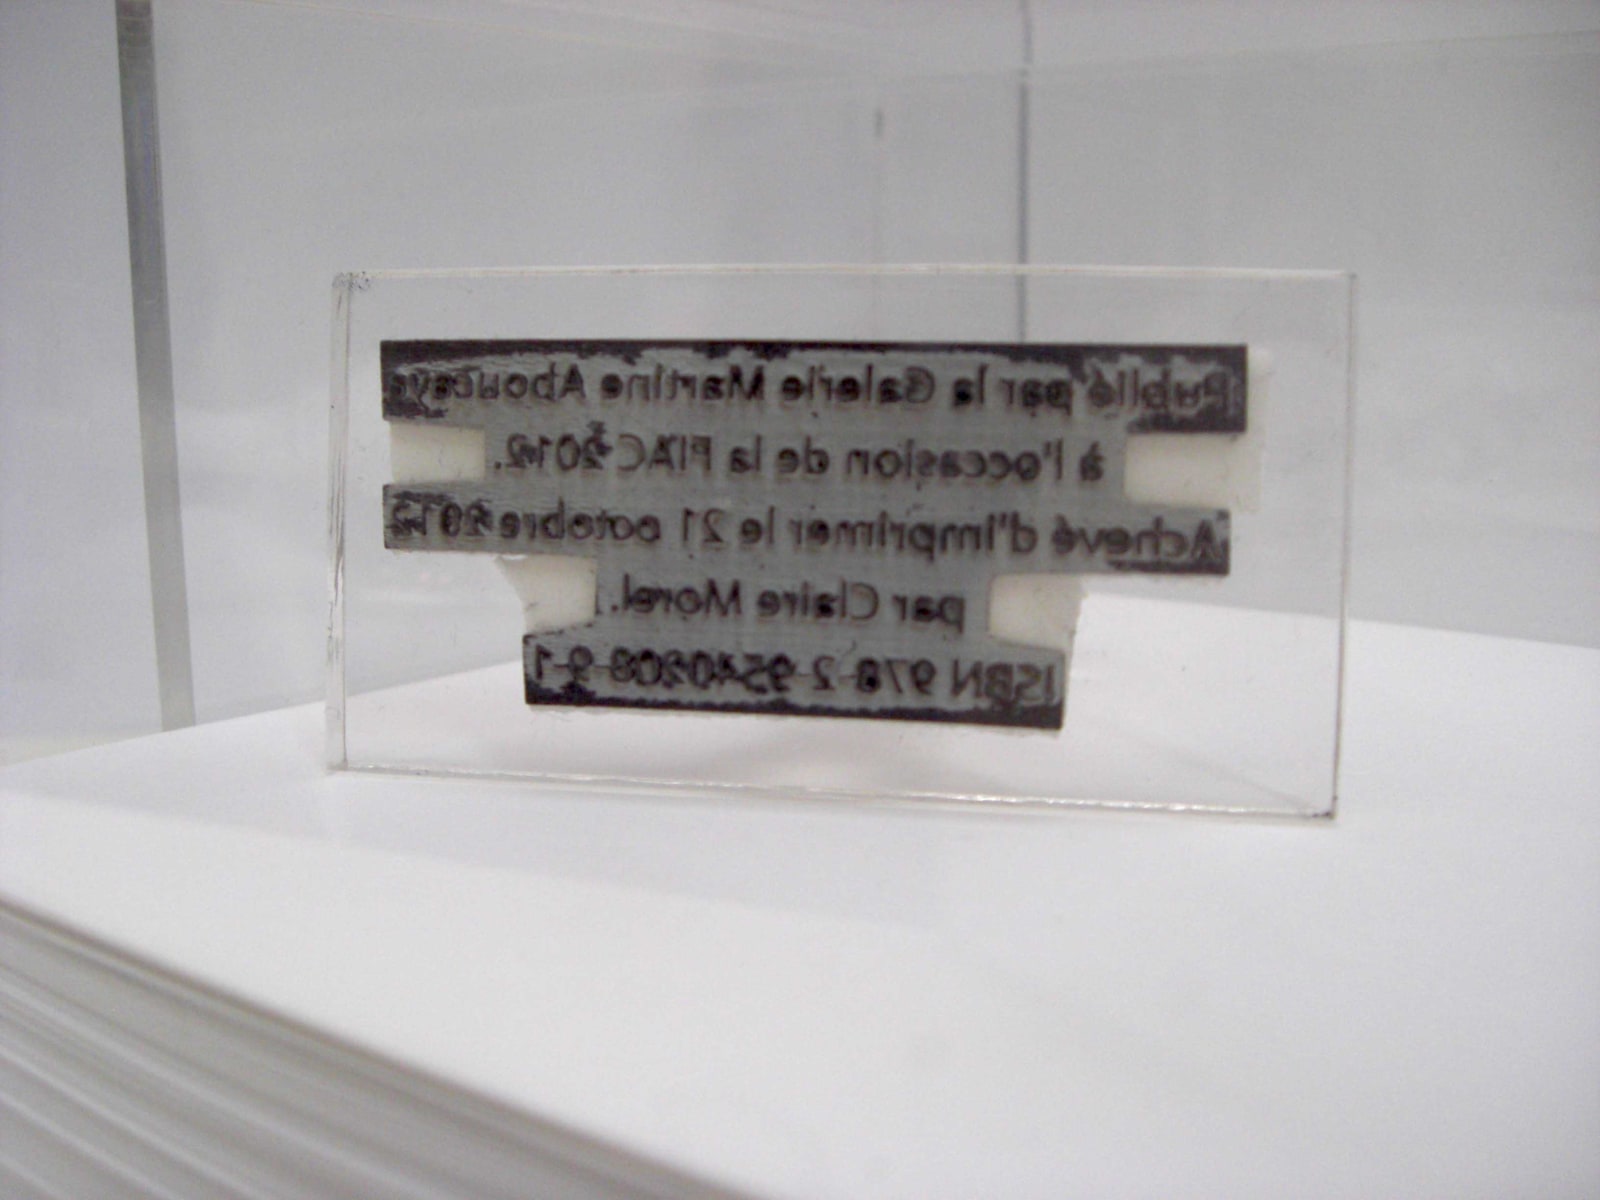 Publié par la Galerie Martine Aboucaya
à l'occasion de la FIAC 2012.
Achevé d'imprimer le 21 octobre 2012
par Claire Morel.
ISBN 978-2-9540208-9-1